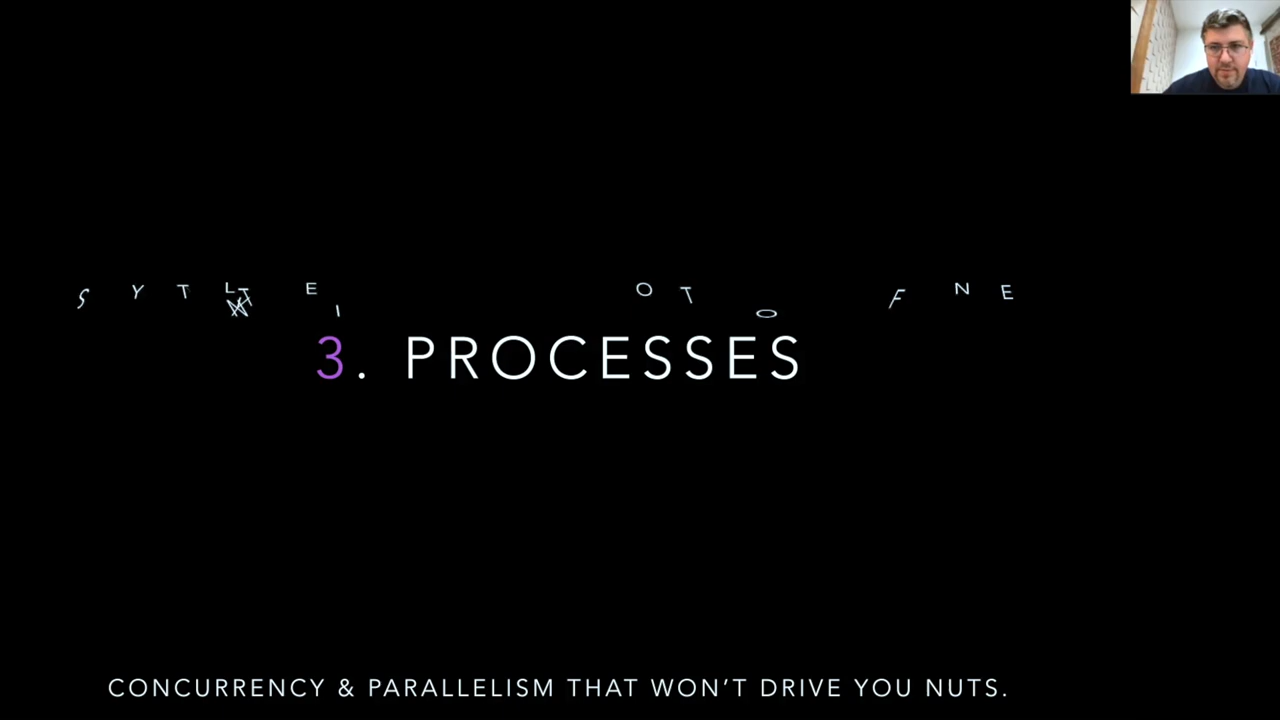 3. PROCESSES
CONCURRENCY & PARALLELISM THAT WON'T DRIVE YOU NUTS.